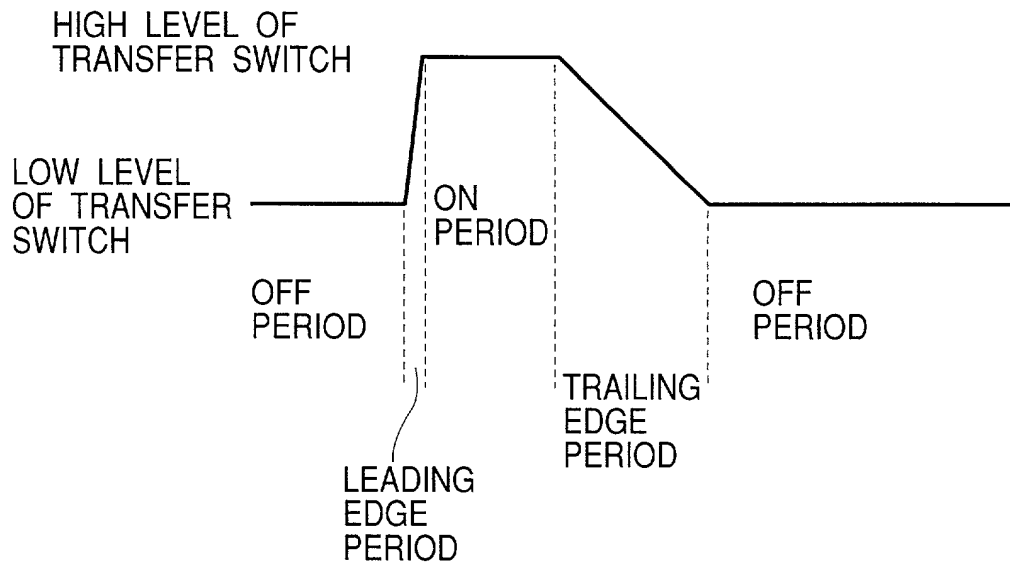 HIGH LEVEL OF
TRANSFER SWITCH
LOW LEVEL
OF TRANSFER
SWITCH
ON
PERIOD
OFF
PERIOD
OFF
PERIOD
TRAILING
EDGE
PERIOD
LEADING
EDGE
PERIOD